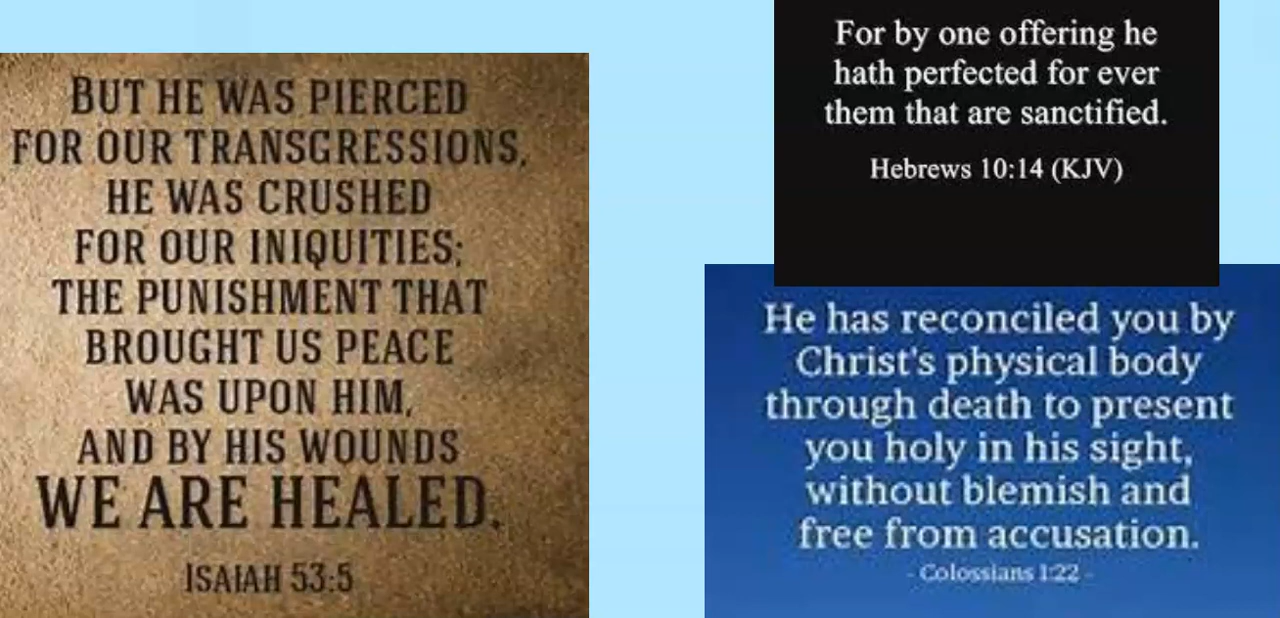 BUT HE WAS PIERCED
FOR OUR TRANSGRESSIONS,
HE WAS CRUSHED
FOR OUR INIQUITIES;
THE PUNISHMENT THAT
BROUGHT US PEACE
WAS UPON HIM,
AND BY HIS WOUNDS
WE ARE HEALED.
ISAIAH 53:5
For by one offering he
hath perfected for ever
them that are sanctified.
Hebrews 10:14 (KJV)
He has reconciled you by
Christ's physical body
through death to present
you holy in his sight,
without blemish and
free from accusation.
- Colossians 1:22 -